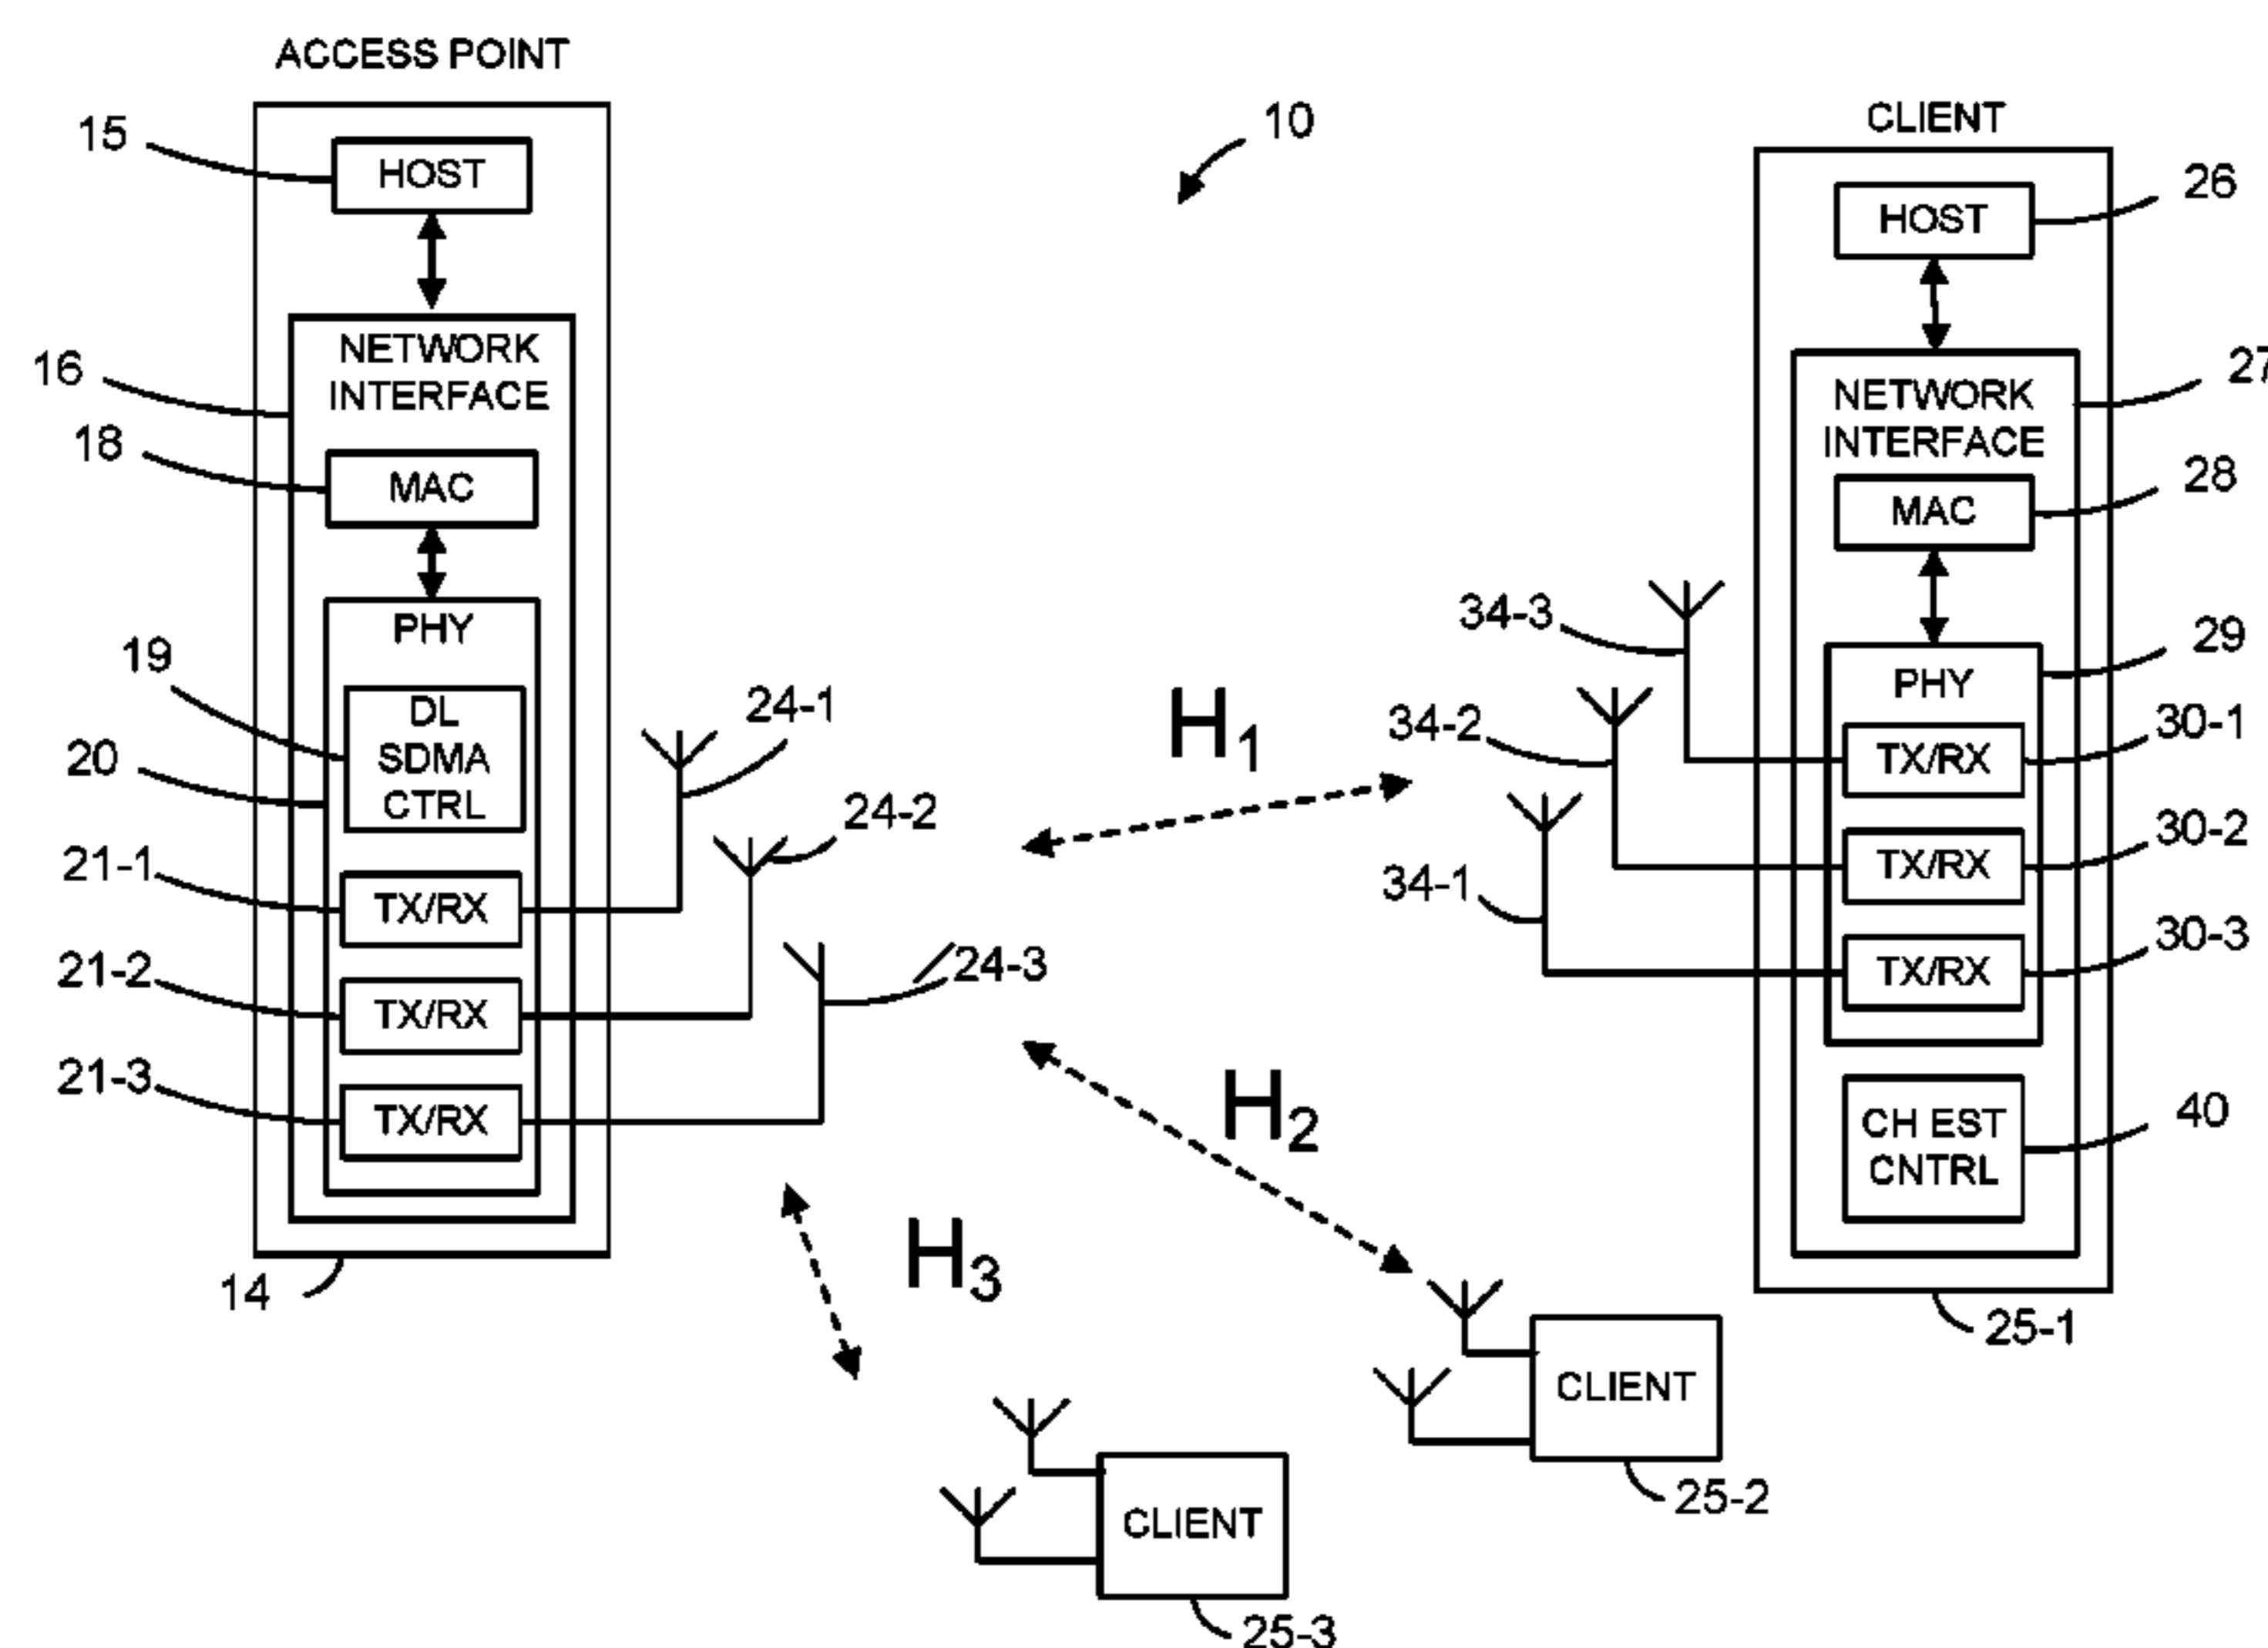 ACCESS POINT
15
HOST
16
NETWORK
INTERFACE
18
MAC
PHY
19
DL
SDMA
CTRL
20
21-1
TX/RX
21-2
TX/RX
21-3
TX/RX
14
24-1
24-2
24-3
10
H1
H2
H3
CLIENT
26
HOST
27
NETWORK
INTERFACE
28
MAC
29
PHY
34-3
TX/RX
30-1
34-2
TX/RX
30-2
34-1
TX/RX
30-3
CH EST
CNTRL
40
25-1
CLIENT
25-2
CLIENT
25-3